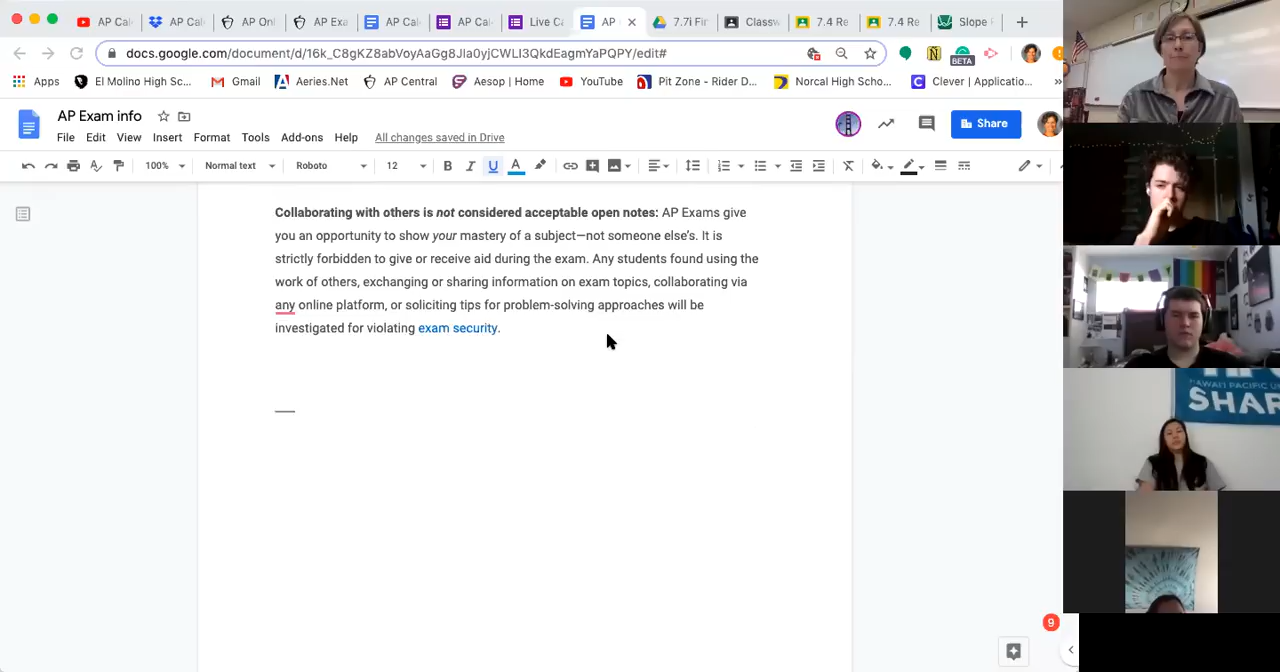 AP Cal
AP Cal
AP Onl
AP Exa
AP Cal
AP Cal
Live Ca
AP
7.7i Fir
Classw
7.4 Re
7.4 Re
Slope F
docs.google.com/document/d/
/edit#
BETA
Apps
El Molino High Sc...
Gmail
Aeries.Net
AP Central
Aesop | Home
YouTube
Pit Zone - Rider D...
Norcal High Scho...
Clever | Applicatio...
»
AP Exam info
File Edit View Insert Format Tools Add-ons H All changes saved in Drive
Share
100% Normal text Roboto 12 B I U A
Collaborating with others is not considered acceptable open notes: AP Exams give
you an opportunity to show your mastery of a subject—not someone else's. It is
strictly forbidden to give or receive aid during the exam. Any students found using the
work of others, exchanging or sharing information on exam topics, collaborating via
any online platform, or soliciting tips for problem-solving approaches will be
investigated for violating exam security.
HAWAI'I PACIFIC UN
SHAR
9